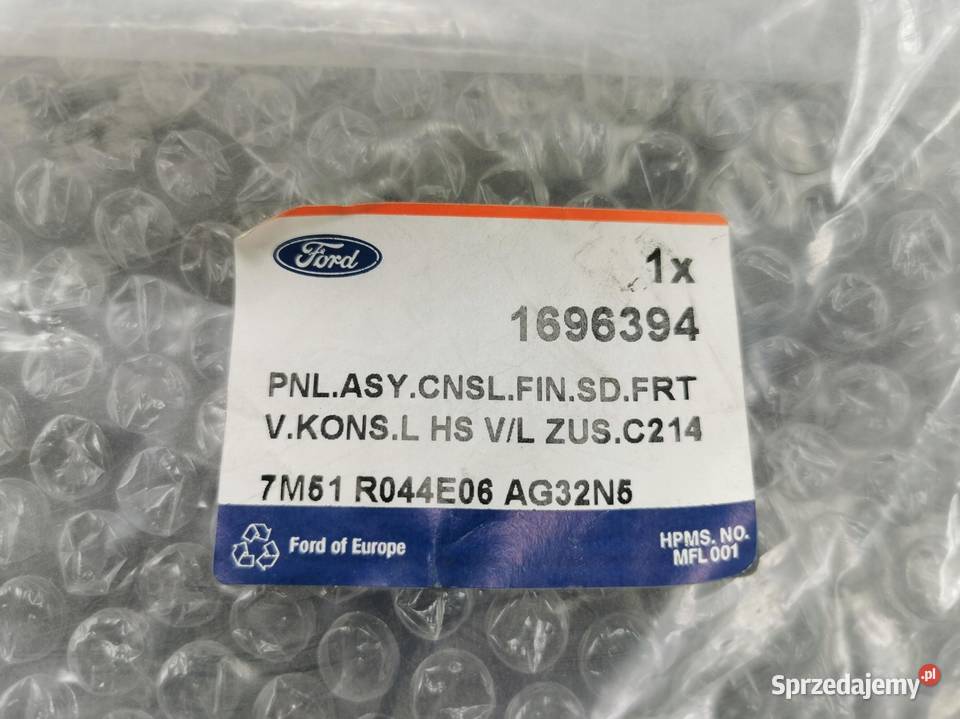 Ford
1x
1696394
PNL.ASY.CNSL.FIN.SD.FRT
V.KONS.L HS V/L ZUS.C214
7M51 R044E06 AG32N5
Ford of Europe
HPMS. NO.
MFL 001
Sprzedajemy.pl